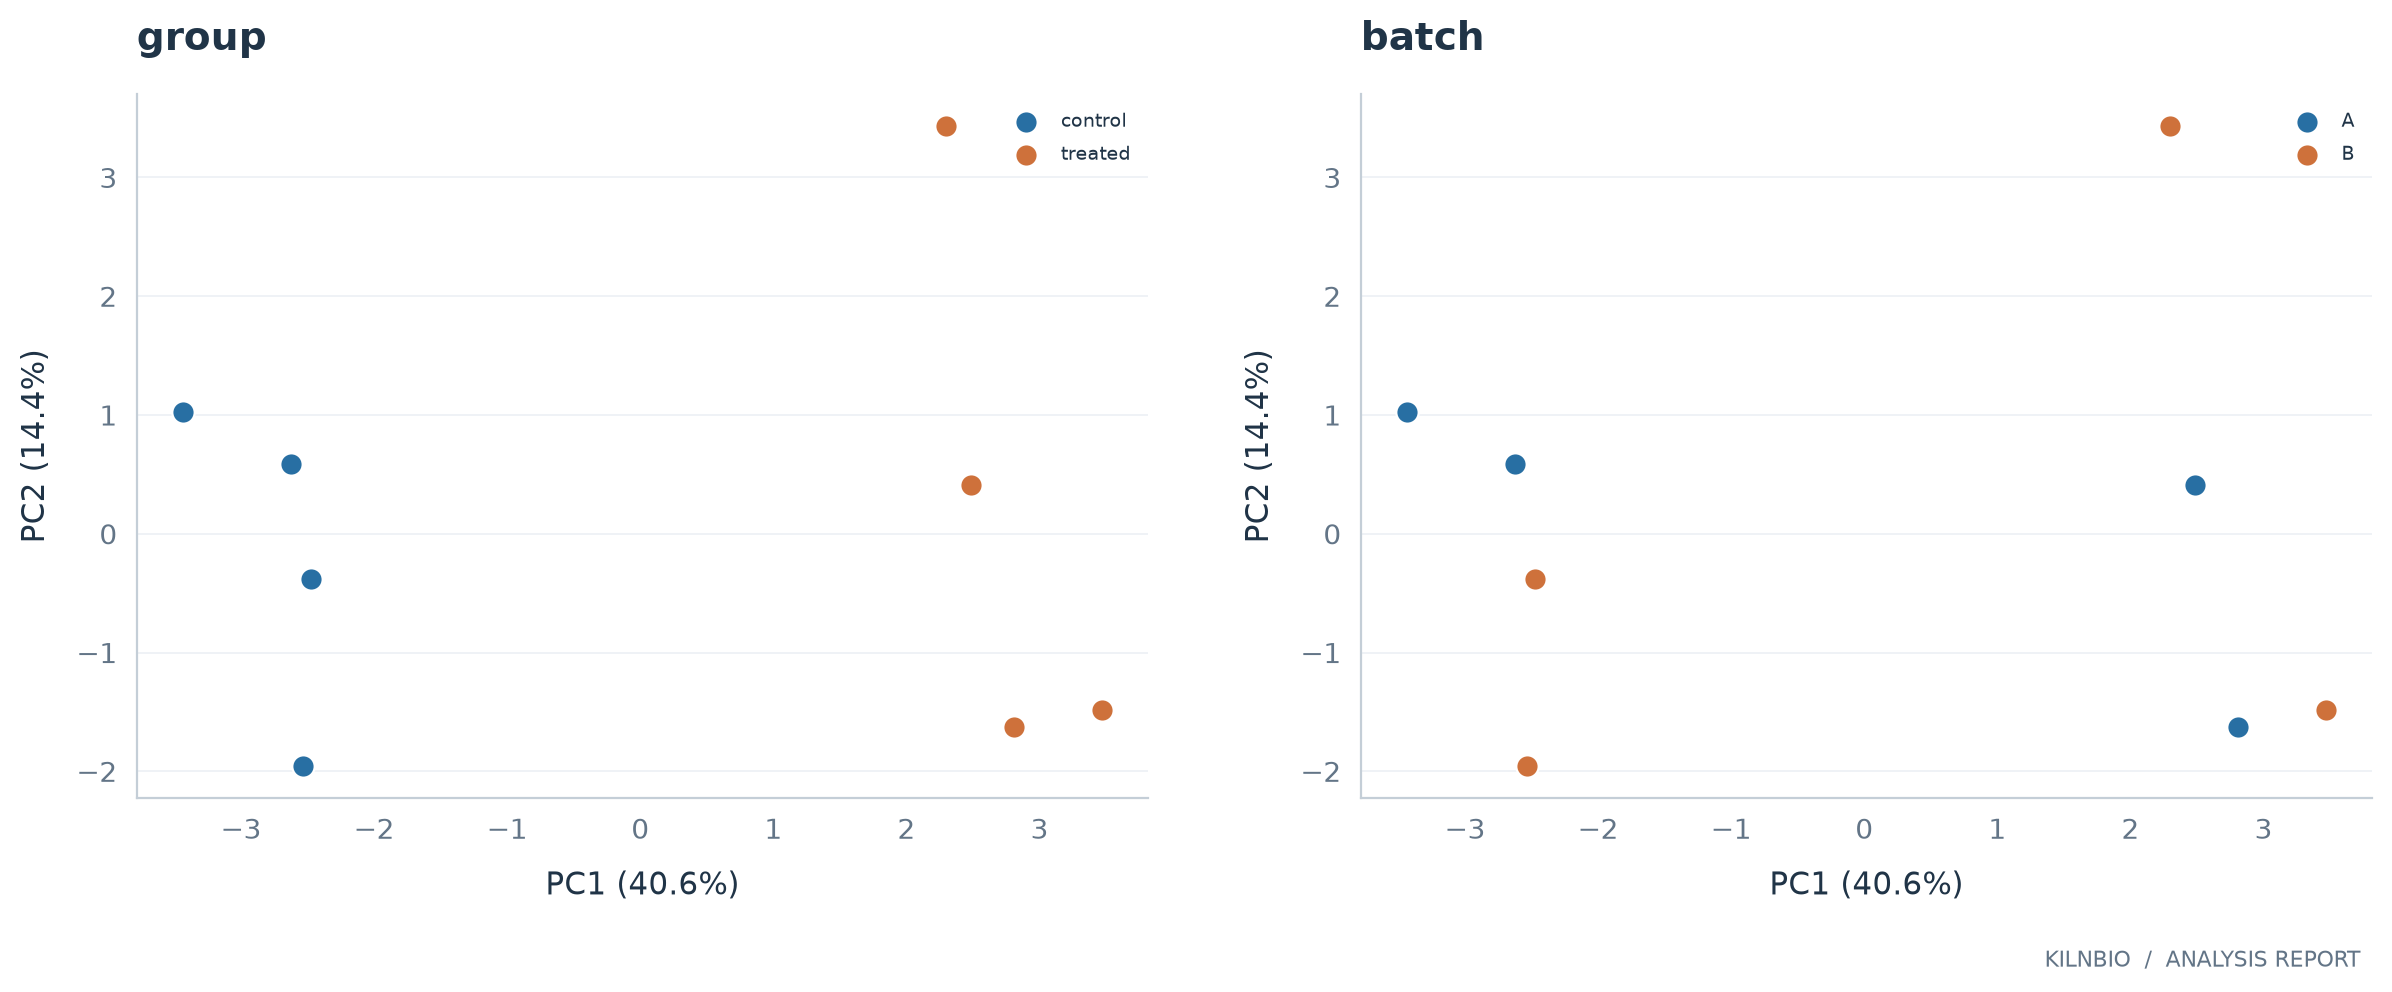 group
control
treated
3
2
1
0
−1
−2
PC2 (14.4%)
−3 −2 −1 0 1 2 3
PC1 (40.6%)
batch
A
B
3
2
1
0
−1
−2
PC2 (14.4%)
−3 −2 −1 0 1 2 3
PC1 (40.6%)
KILNBIO / ANALYSIS REPORT